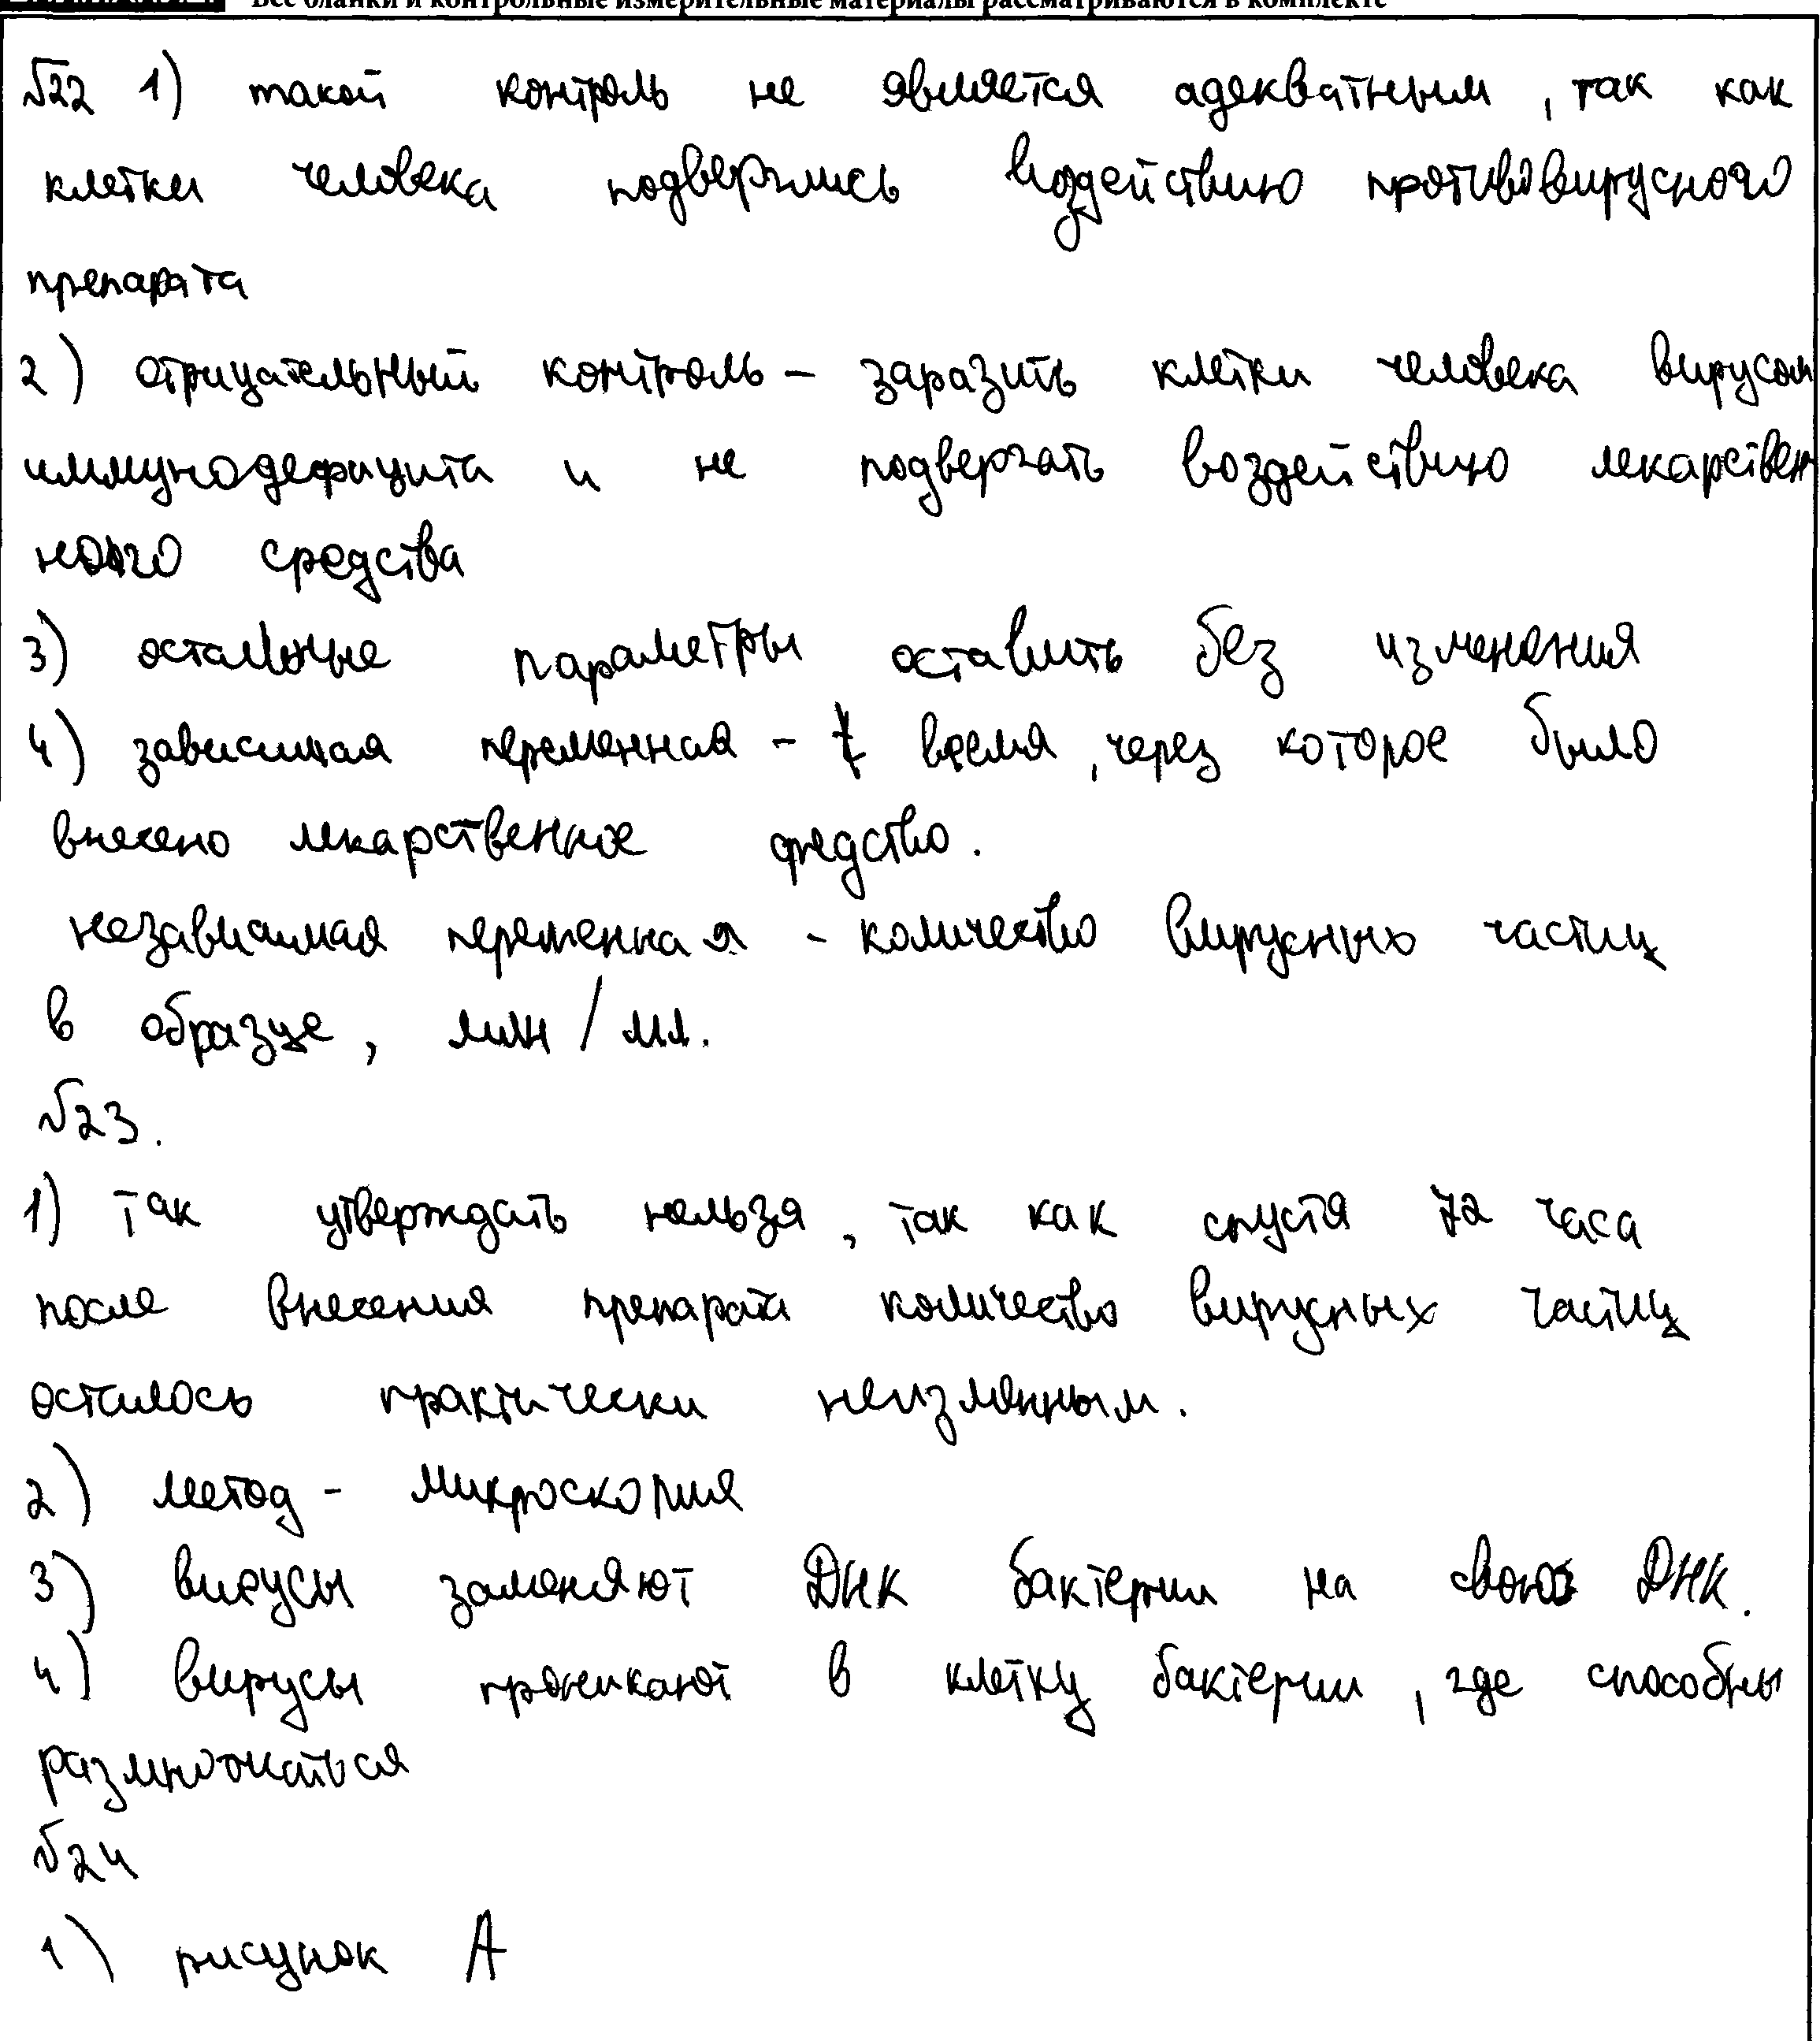 Все бланки и контрольные измерительные материалы рассматриваются в комплекте
№22 1) такой контроль не является адекватным, так как
клетки человека подверглись воздействию противовирусного
препарата
2) отрицательный контроль – заразить клетки человека вирусом
иммунодефицита и не подвергать воздействию лекарствен
ного средства
3) остальные параметры оставить без изменения
4) зависимая переменная – время, через которое было
внесено лекарственное средство.
независимая переменная - количество вирусных частиц
в образце, млн/мл.
№23.
1) Так утверждать нельзя, так как спустя 72 часа
после внесения препарата количество вирусных частиц
осталось практически неизменным.
2) метод - микроскопия
3) вирусы заменяют ДНК бактерии на свою ДНК.
4) вирусы проникают в клетку бактерии, где способны
размножаться
№24
1) рисунок А